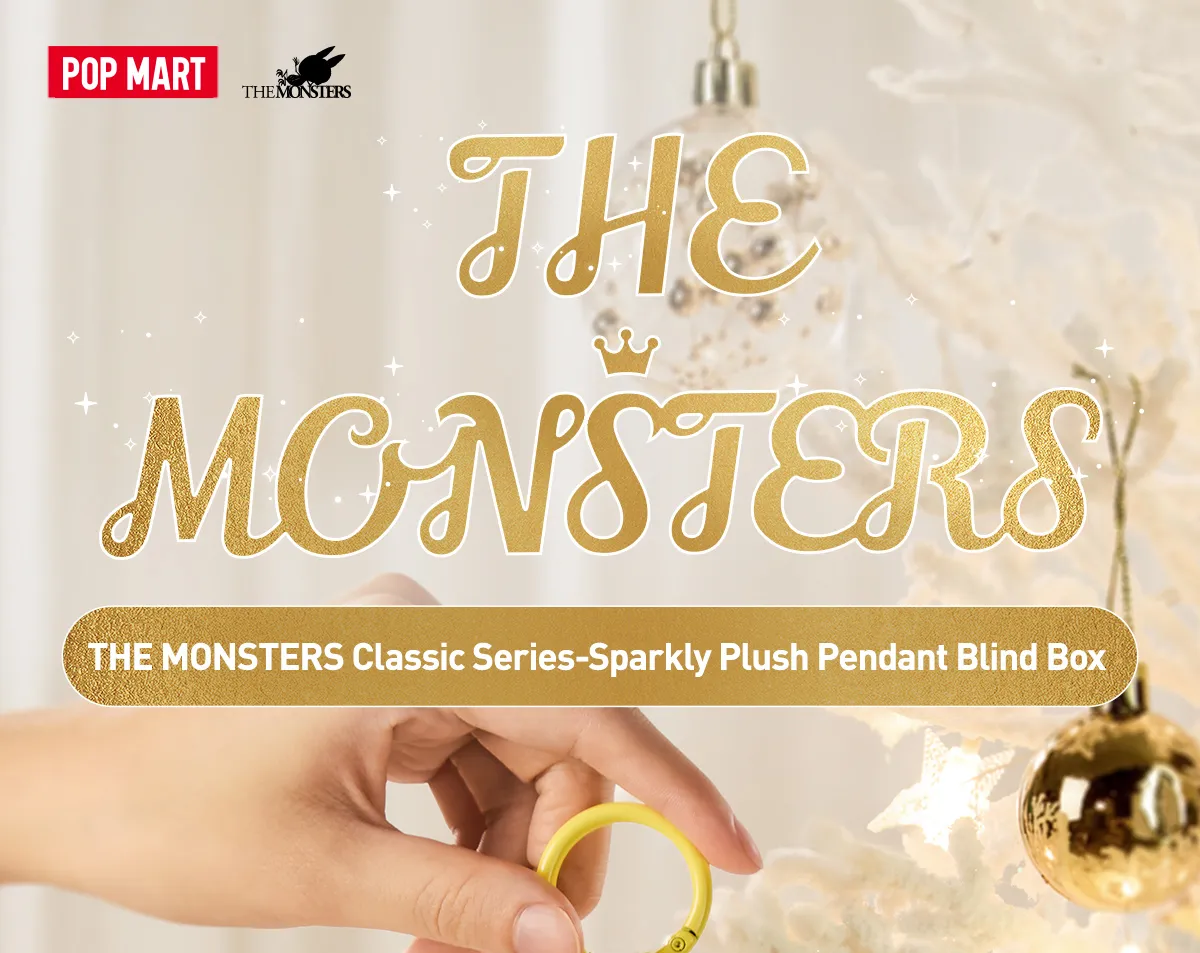 POP MART
THE MONSTERS
THE
MONSTERS
THE MONSTERS Classic Series-Sparkly Plush Pendant Blind Box